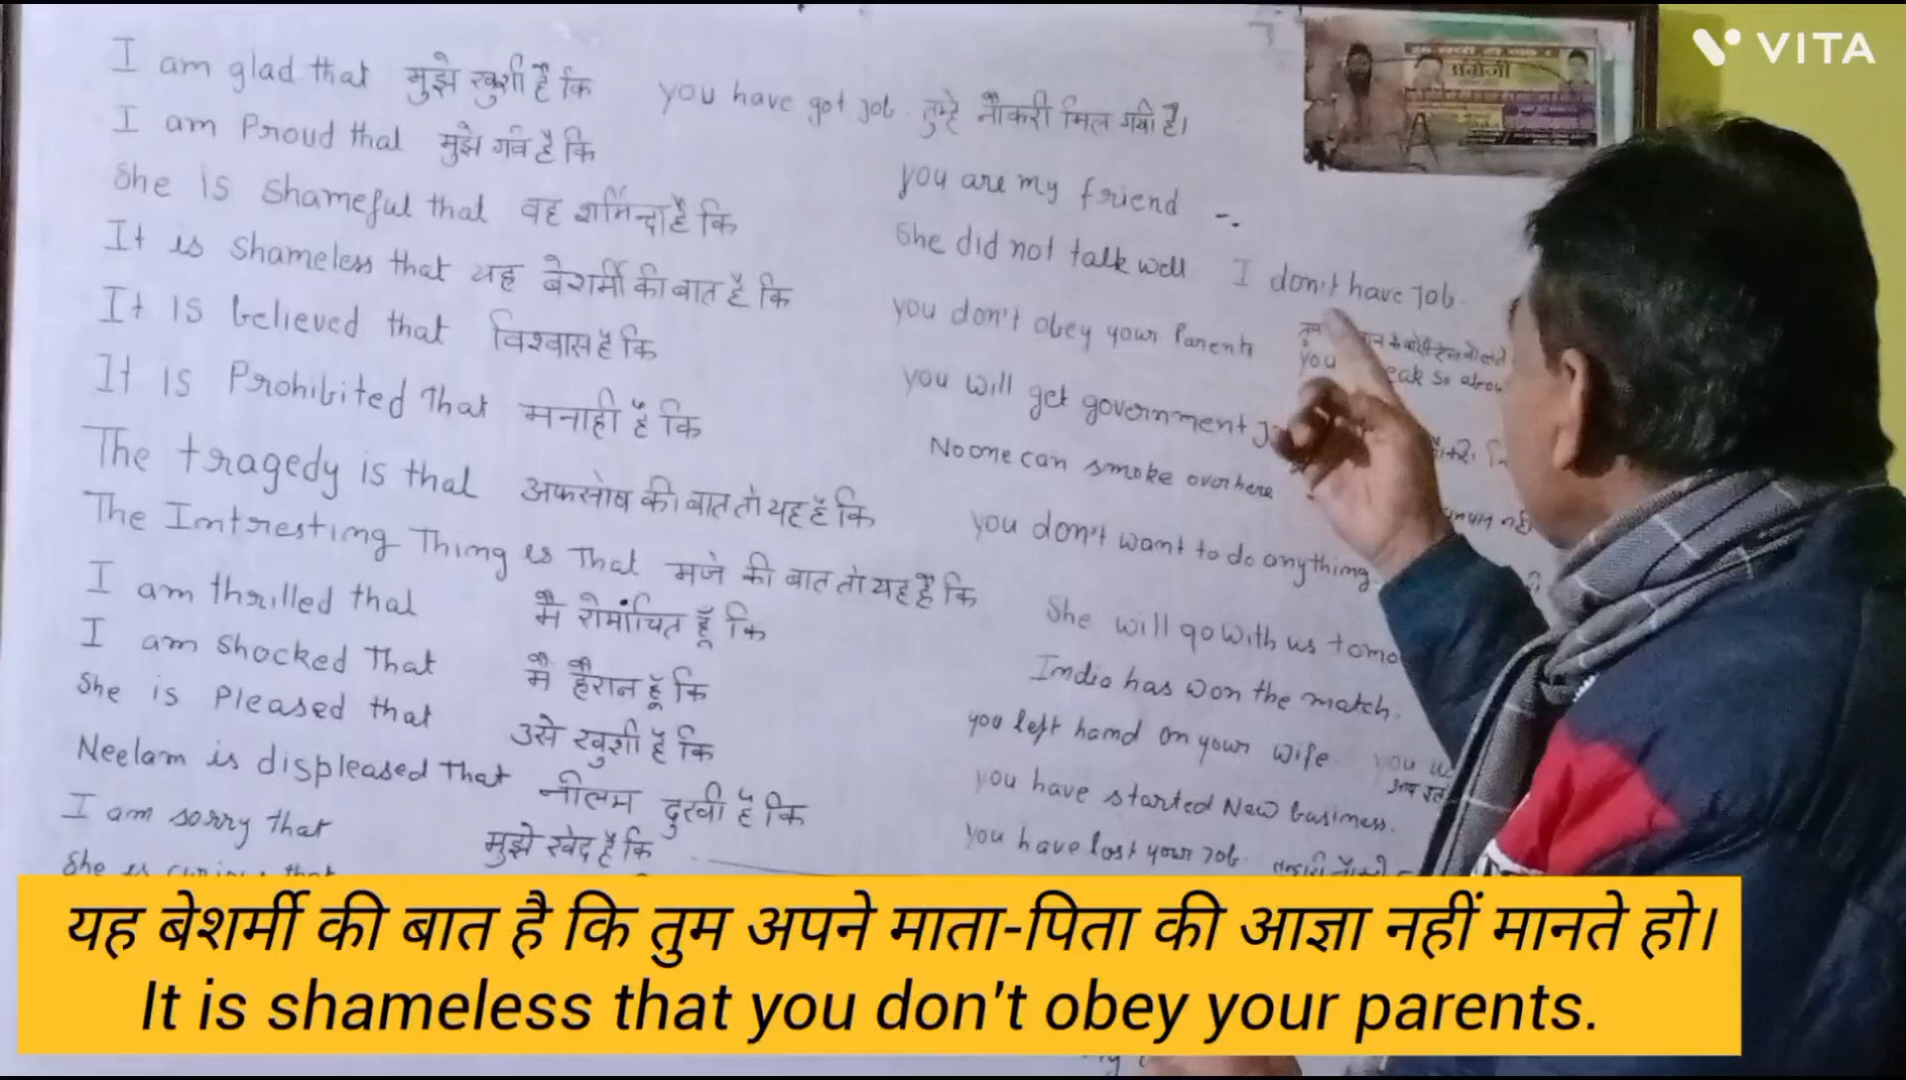 VITA
अंग्रेजी
I am glad that मुझे खुशी है कि you have got job. तुम्हे नौकरी मिल गयी है।
I am Proud that मुझे गर्व है कि you are my friend
She is shameful that वह शर्मिन्दा है कि She did not talk well I don't have Job.
It is shameless that यह बेशर्मी की बात है कि you don't obey your Parents तुम
It is believed that विश्वास है कि you will get government you
It is Prohibited That मनाही है कि No one can smoke over here
The tragedy is that अफसोष की बात तो यह है कि you don't want to do anything
The Intresting Thing is That मजे की बात तो यह है कि She will go with us
I am thrilled that मै रोमांचित हूँ कि India has won the match.
I am shocked That मै हैरान हूँ कि you left hand on your wife you
She is Pleased that उसे खुशी है कि you have started New business.
Neelam is displeased That नीलम दुखी है कि you have lost your Job.
I am sorry that मुझे खेद है कि
She is
यह बेशर्मी की बात है कि तुम अपने माता-पिता की आज्ञा नहीं मानते हो।
It is shameless that you don't obey your parents.